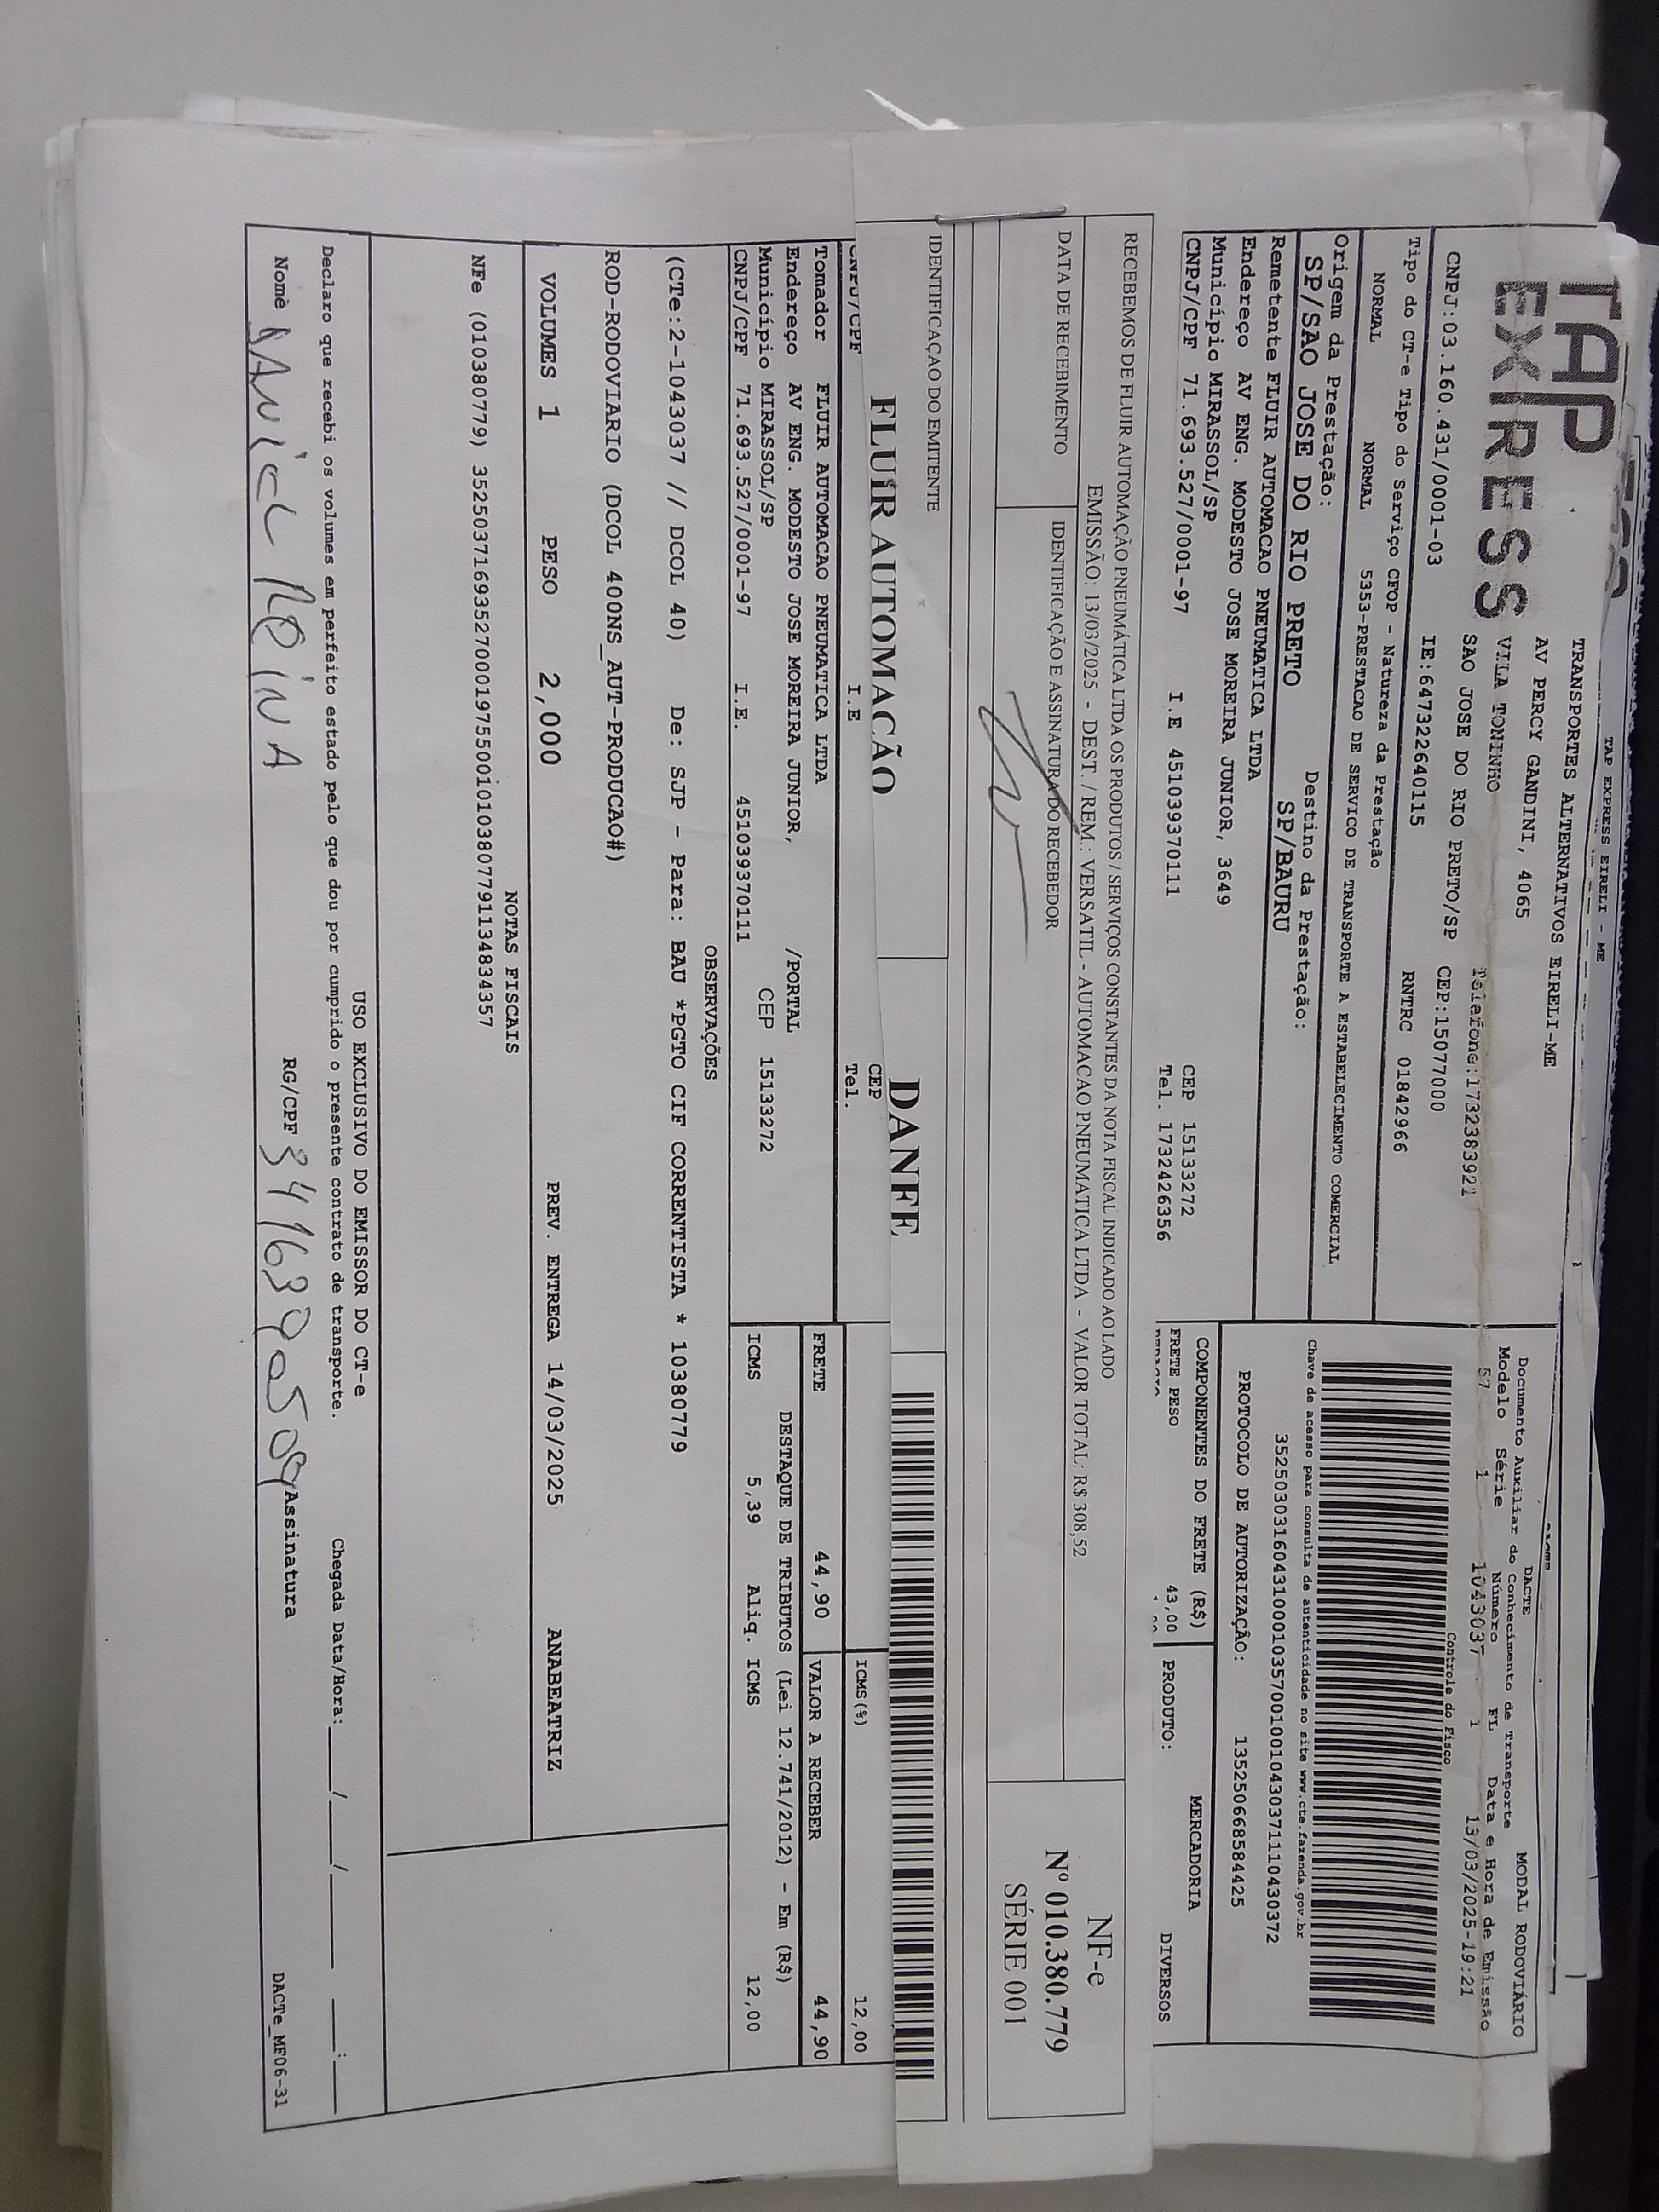 TAP EXPRESS EIRELI - ME
TAP
EXPRESS
TRANSPORTES ALTERNATIVOS EIRELI-ME
AV PERCY GANDINI, 4065
VILA TONINHO
SAO JOSE DO RIO PRETO/SP
Telefone:1732383921
CEP:15077000
CNPJ:03.160.431/0001-03 IE:647322640115 RNTRC 01842966
DACTE
Documento Auxiliar do Conhecimento de Transporte
MODAL RODOVIÁRIO
Modelo Série Número FL Data e Hora de Emissão
57 1 1043037 1 13/03/2025-19:21
Controle do Fisco
Tipo do CT-e Tipo do Serviço CFOP - Natureza da Prestação
NORMAL NORMAL 5353-PRESTACAO DE SERVICO DE TRANSPORTE A ESTABELECIMENTO COMERCIAL
Chave de acesso para consulta de autenticidade no site www.cte.fazenda.gov.br
35250303160431000103570010010430371110430372
Origem da Prestação: Destino da Prestação:
SP/SAO JOSE DO RIO PRETO SP/BAURU
PROTOCOLO DE AUTORIZAÇÃO: 135250668584425
Remetente FLUIR AUTOMACAO PNEUMATICA LTDA
Endereço AV ENG. MODESTO JOSE MOREIRA JUNIOR, 3649
Município MIRASSOL/SP CEP 15133272
CNPJ/CPF 71.693.527/0001-97 I.E 451039370111 Tel. 1732426356
COMPONENTES DO FRETE (R$) MERCADORIA
FRETE PESO 43,00 PRODUTO: DIVERSOS
RECEBEMOS DE FLUIR AUTOMAÇÃO PNEUMÁTICA LTDA OS PRODUTOS / SERVIÇOS CONSTANTES DA NOTA FISCAL INDICADO AO LADO
EMISSÃO: 13/03/2025 - DEST. / REM.: VERSATIL - AUTOMACAO PNEUMATICA LTDA - VALOR TOTAL: R$ 308,52
DATA DE RECEBIMENTO IDENTIFICAÇÃO E ASSINATURA DO RECEBEDOR
NF-e
Nº 010.380.779
SÉRIE 001
IDENTIFICAÇAO DO EMITENTE
FLUIR AUTOMAÇÃO DANFE
CEP
CNPJ/CPF I.E Tel.
ICMS(%) 12,00
Tomador FLUIR AUTOMACAO PNEUMATICA LTDA
Endereço AV ENG. MODESTO JOSE MOREIRA JUNIOR, /PORTAL
Município MIRASSOL/SP CEP 15133272
CNPJ/CPF 71.693.527/0001-97 I.E. 451039370111
FRETE 44,90 VALOR A RECEBER 44,90
DESTAQUE DE TRIBUTOS (Lei 12.741/2012) - Em (R$)
ICMS 5,39 Aliq. ICMS 12,00
OBSERVAÇÕES
(CTe:2-1043037 // DCOL 40) De: SJP - Para: BAU *PGTO CIF CORRENTISTA * 10380779
ROD-RODOVIARIO (DCOL 400NS_AUT-PRODUCAO#)
VOLUMES 1 PESO 2,000 PREV. ENTREGA 14/03/2025 ANABEATRIZ
NOTAS FISCAIS
NFe (010380779) 35250371693527000197550010103807791134834357
USO EXCLUSIVO DO EMISSOR DO CT-e
Declaro que recebi os volumes em perfeito estado pelo que dou por cumprido o presente contrato de transporte. Chegada Data/Hora: ___/___/_____ ___:___
Nome RG/CPF Assinatura DACTe_MF06-31